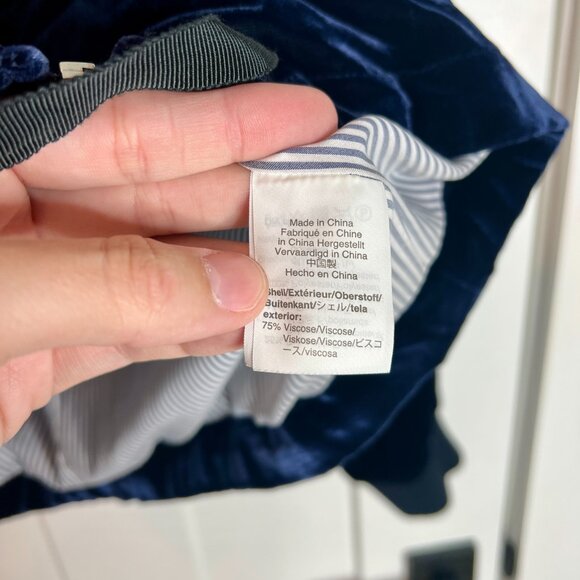 Made in China
Fabriqué en Chine
in China Hergestellt
Vervaardigd in China
中国製
Hecho en China
Shell/Extérieur/Oberstoff/
Buitenkant/シェル/tela
exterior:
75% Viscose/Viscose/
Viskose/Viscose/ビスコ
ース/viscosa